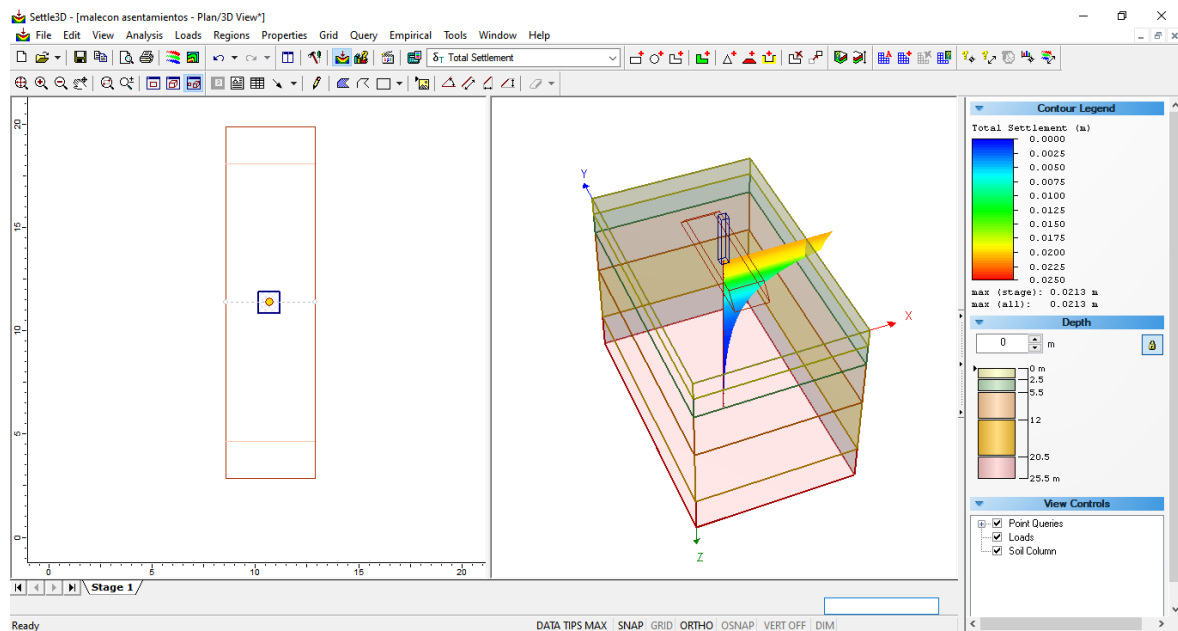 Settle3D - [malecon asentamientos - Plan/3D View*]
File Edit View Analysis Loads Regions Properties Grid Query Empirical Tools Window Help
δT Total Settlement
20
15
10
5
0
0 5 10 15 20
Y
X
Z
Contour Legend
Total Settlement (m)
0.0000
0.0025
0.0050
0.0075
0.0100
0.0125
0.0150
0.0175
0.0200
0.0225
0.0250
max (stage): 0.0213 m
max (all): 0.0213 m
Depth
0 m
0 m
2.5
5.5
12
20.5
25.5 m
View Controls
Point Queries
Loads
Soil Column
Stage 1
Ready
DATA TIPS MAX SNAP GRID ORTHO OSNAP VERT OFF DIM